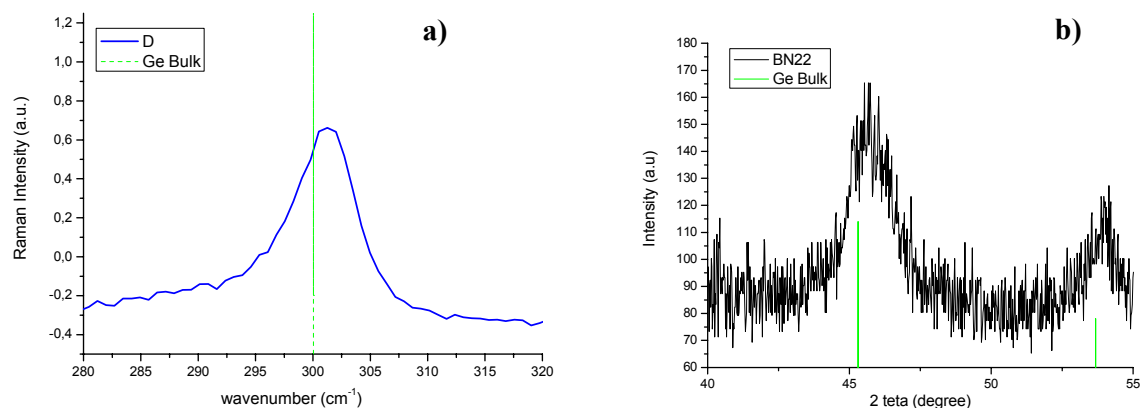 a)
D
Ge Bulk
1,2
1,0
0,8
0,6
0,4
0,2
0,0
-0,2
-0,4
Raman Intensity (a.u.)
280 285 290 295 300 305 310 315 320
wavenumber (cm⁻¹)
b)
BN22
Ge Bulk
180
170
160
150
140
130
120
110
100
90
80
70
60
Intensity (a.u)
40 45 50 55
2 teta (degree)